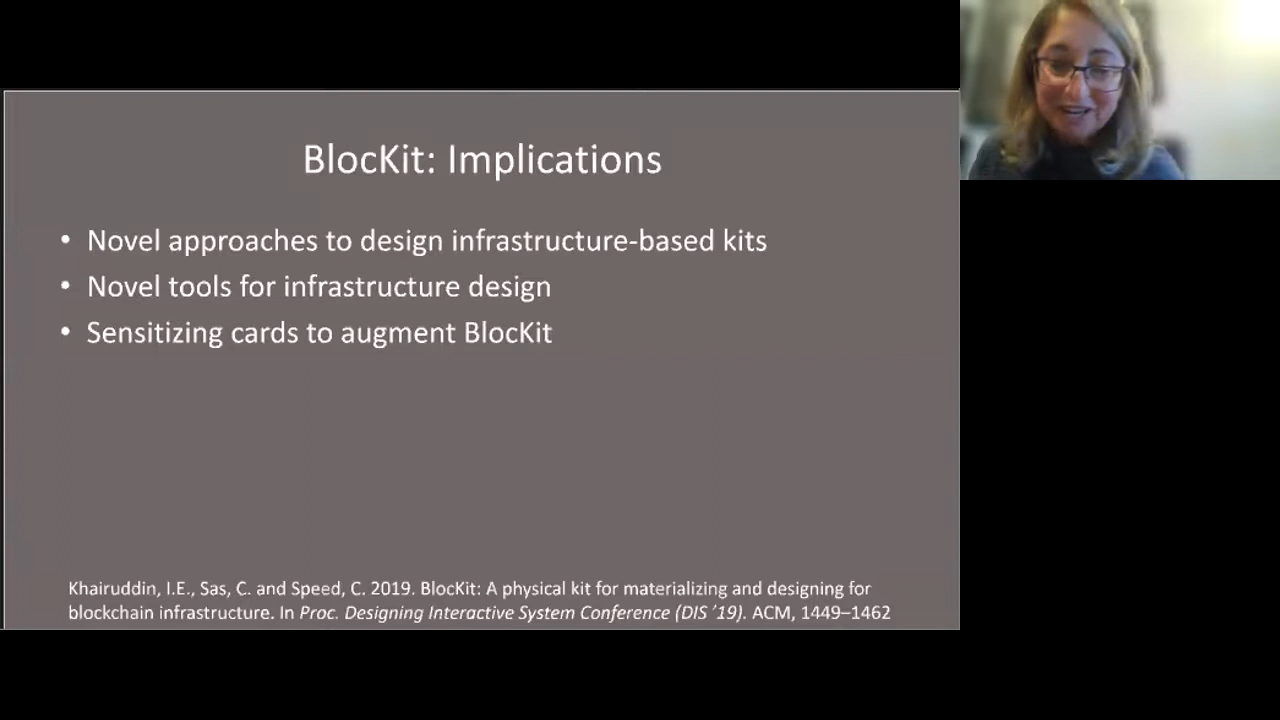 BlocKit: Implications
• Novel approaches to design infrastructure-based kits
• Novel tools for infrastructure design
• Sensitizing cards to augment BlocKit
Khairuddin, I.E., Sas, C. and Speed, C. 2019. BlocKit: A physical kit for materializing and designing for
blockchain infrastructure. In Proc. Designing Interactive System Conference (DIS ’19). ACM, 1449–1462